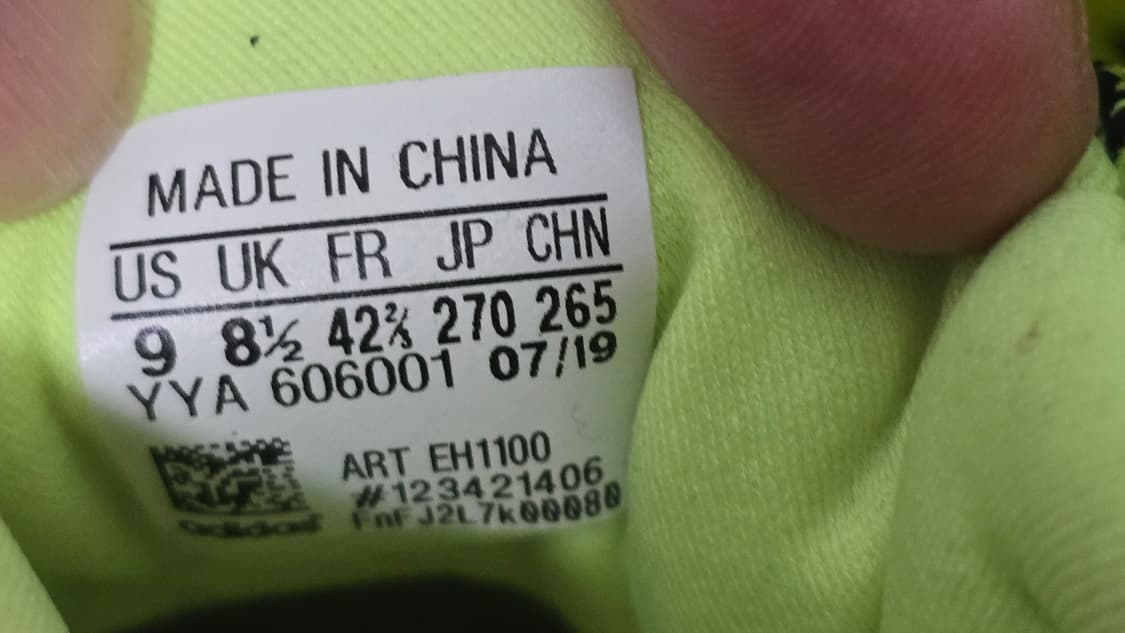 MADE IN CHINA
US UK FR JP CHN
9 8½ 42⅔ 270 265
YYA 606001 07/19
ART EH1100
#123421406
FnFJ2L7k00080
adidas